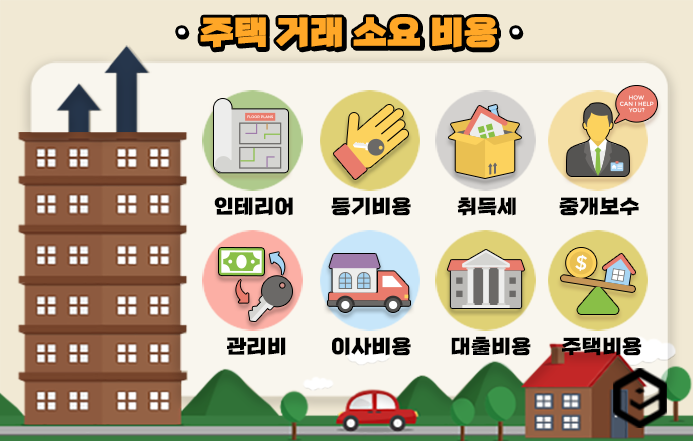 • 주택 거래 소요 비용 •
FLOOR PLANS
HOW
CAN I HELP
YOU?
인테리어 등기비용 취득세 중개보수
$
관리비 이사비용 대출비용 주택비용